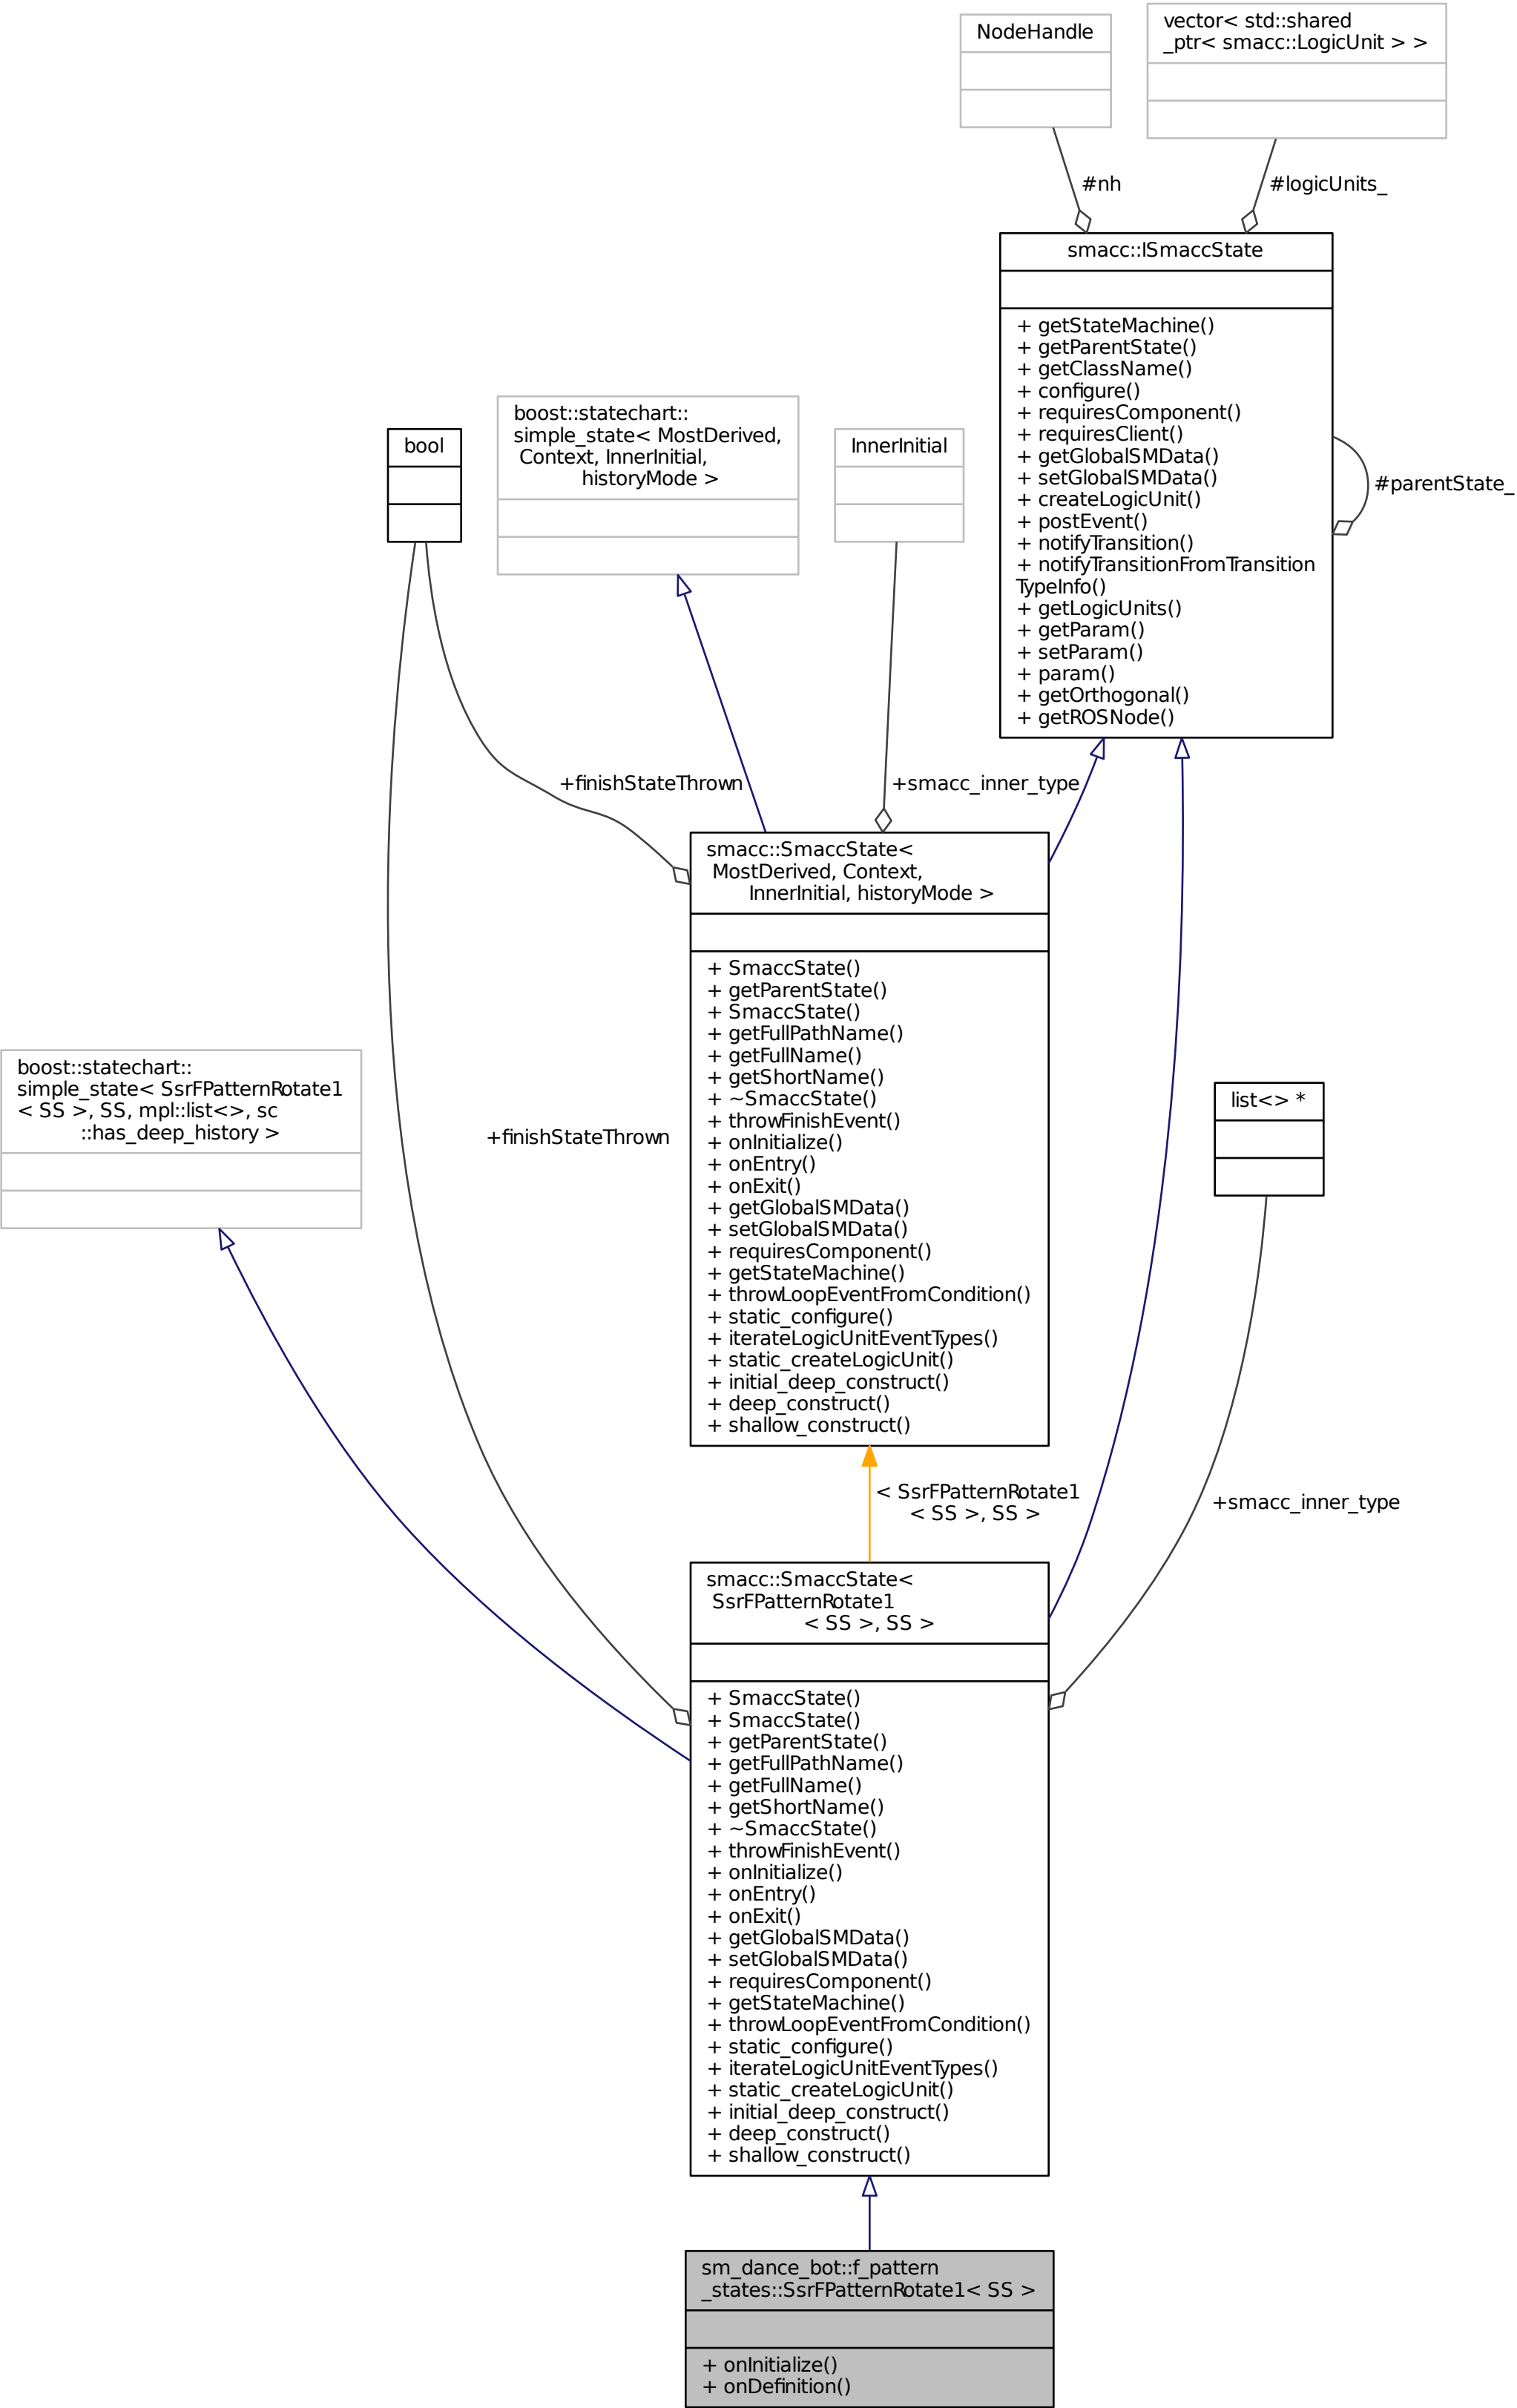 NodeHandle
vector< std::shared
_ptr< smacc::LogicUnit > >
#nh
#logicUnits_
smacc::ISmaccState
+ getStateMachine()
+ getParentState()
+ getClassName()
+ configure()
+ requiresComponent()
+ requiresClient()
+ getGlobalSMData()
+ setGlobalSMData()
+ createLogicUnit()
+ postEvent()
+ notifyTransition()
+ notifyTransitionFromTransition
TypeInfo()
+ getLogicUnits()
+ getParam()
+ setParam()
+ param()
+ getOrthogonal()
+ getROSNode()
#parentState_
bool
boost::statechart::
simple_state< MostDerived,
Context, InnerInitial,
historyMode >
InnerInitial
+finishStateThrown
+smacc_inner_type
smacc::SmaccState<
MostDerived, Context,
InnerInitial, historyMode >
+ SmaccState()
+ getParentState()
+ SmaccState()
+ getFullPathName()
+ getFullName()
+ getShortName()
+ ~SmaccState()
+ throwFinishEvent()
+ onInitialize()
+ onEntry()
+ onExit()
+ getGlobalSMData()
+ setGlobalSMData()
+ requiresComponent()
+ getStateMachine()
+ throwLoopEventFromCondition()
+ static_configure()
+ iterateLogicUnitEventTypes()
+ static_createLogicUnit()
+ initial_deep_construct()
+ deep_construct()
+ shallow_construct()
boost::statechart::
simple_state< SsrFPatternRotate1
< SS >, SS, mpl::list<>, sc
::has_deep_history >
+finishStateThrown
list<> *
< SsrFPatternRotate1
< SS >, SS >
+smacc_inner_type
smacc::SmaccState<
SsrFPatternRotate1
< SS >, SS >
+ SmaccState()
+ SmaccState()
+ getParentState()
+ getFullPathName()
+ getFullName()
+ getShortName()
+ ~SmaccState()
+ throwFinishEvent()
+ onInitialize()
+ onEntry()
+ onExit()
+ getGlobalSMData()
+ setGlobalSMData()
+ requiresComponent()
+ getStateMachine()
+ throwLoopEventFromCondition()
+ static_configure()
+ iterateLogicUnitEventTypes()
+ static_createLogicUnit()
+ initial_deep_construct()
+ deep_construct()
+ shallow_construct()
sm_dance_bot::f_pattern
_states::SsrFPatternRotate1< SS >
+ onInitialize()
+ onDefinition()